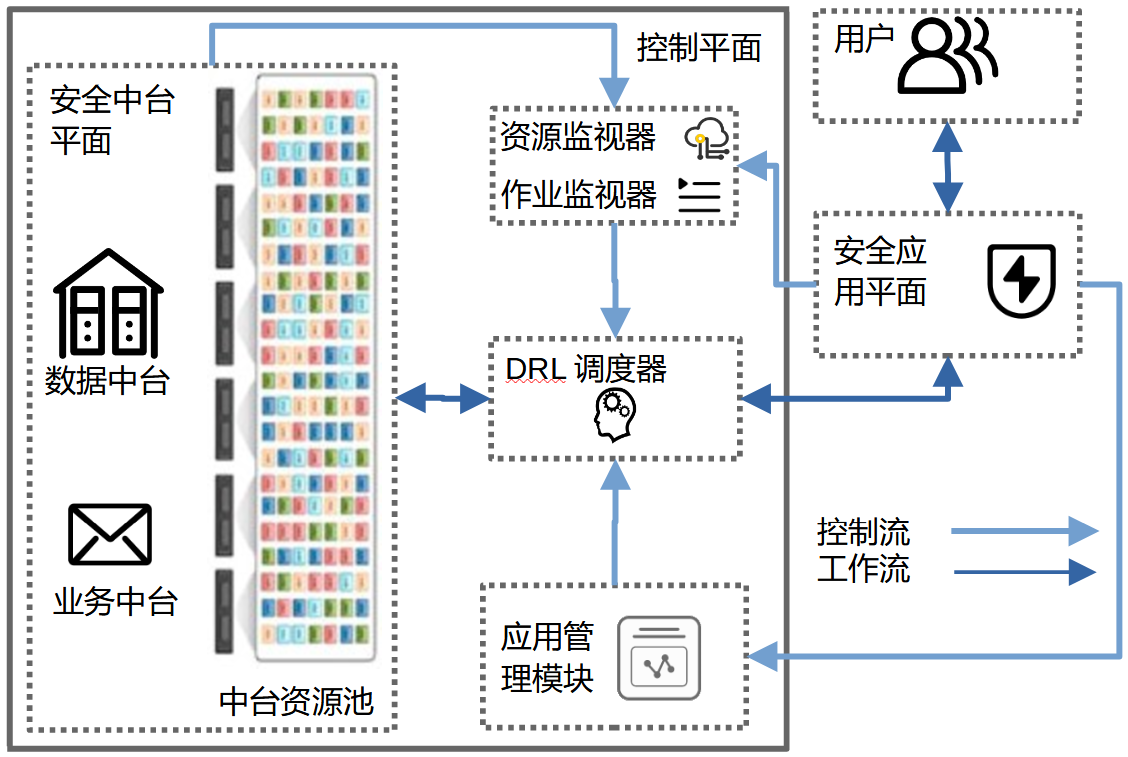 控制平面
用户
安全中台
平面
资源监视器
作业监视器
安全应
用平面
数据中台
DRL 调度器
控制流
工作流
业务中台
应用管
理模块
中台资源池